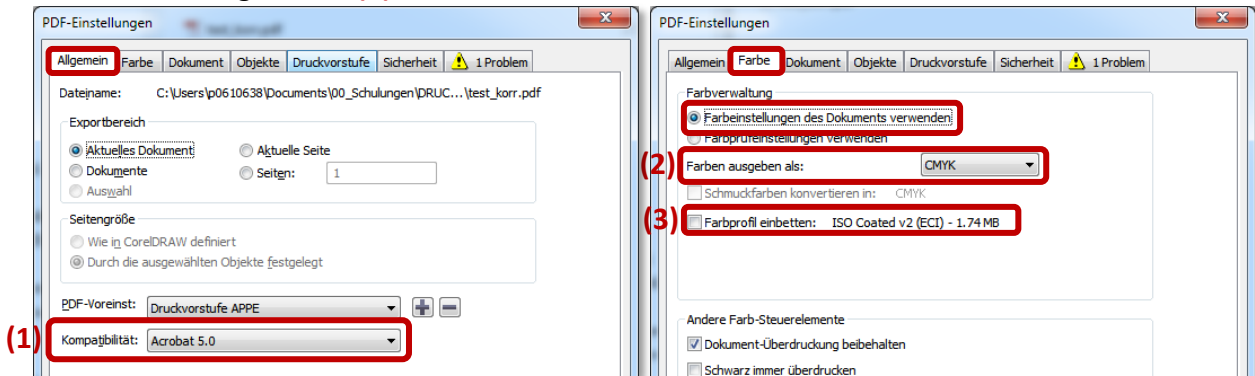 PDF-Einstellungen
Allgemein Farbe Dokument Objekte Druckvorstufe Sicherheit 1 Problem
Dateiname: C:\Users\p0610638\Documents\00_Schulungen\DRUC...\test_korr.pdf
Exportbereich
Aktuelles Dokument Aktuelle Seite
Dokumente Seiten: 1
Auswahl
Seitengröße
Wie in CorelDRAW definiert
Durch die ausgewählten Objekte festgelegt
PDF-Voreinst: Druckvorstufe APPE
(1) Kompatibilität: Acrobat 5.0
PDF-Einstellungen
Allgemein Farbe Dokument Objekte Druckvorstufe Sicherheit 1 Problem
Farbverwaltung
Farbeinstellungen des Dokuments verwenden
Farbprüfeinstellungen verwenden
(2) Farben ausgeben als: CMYK
Schmuckfarben konvertieren in: CMYK
(3) Farbprofil einbetten: ISO Coated v2 (ECI) - 1.74 MB
Andere Farb-Steuerelemente
Dokument-Überdruckung beibehalten
Schwarz immer überdrucken